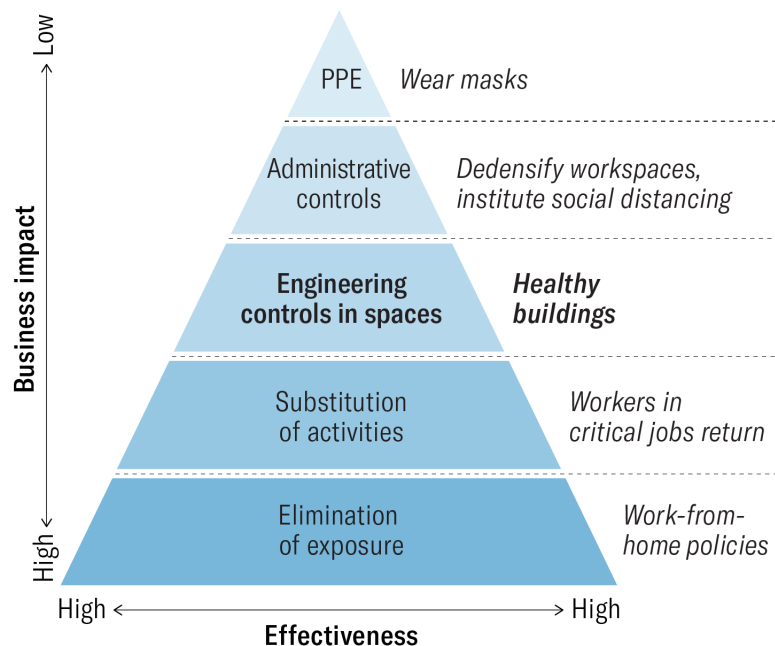 Low
PPE
Wear masks
Administrative
controls
Dedensify workspaces,
institute social distancing
Business impact
Engineering
controls in spaces
Healthy
buildings
Substitution
of activities
Workers in
critical jobs return
Elimination
of exposure
Work-from-
home policies
High
High
High
Effectiveness